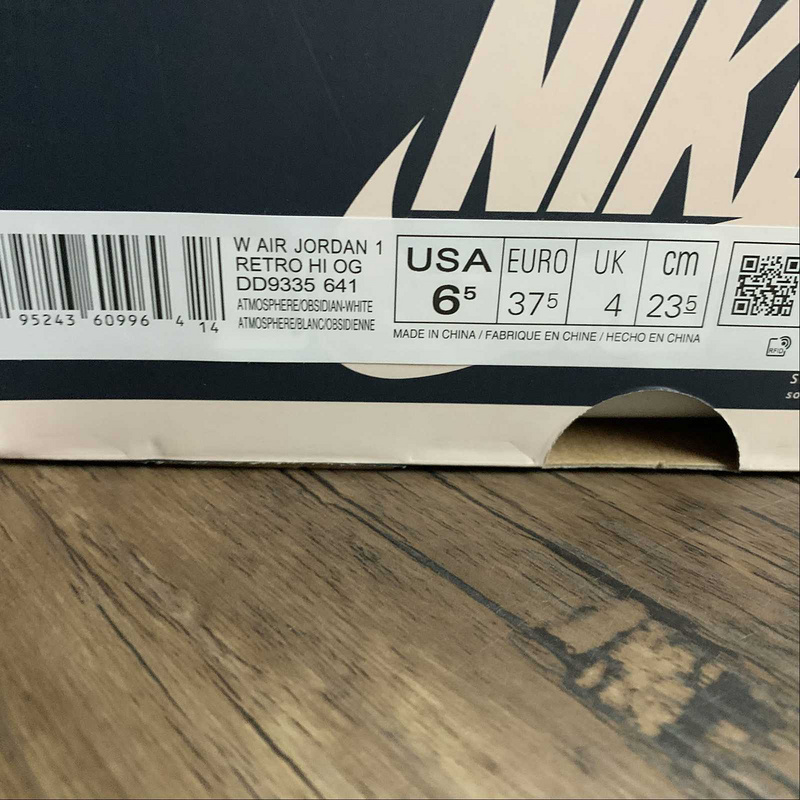 NIKE
W AIR JORDAN 1
RETRO HI OG
DD9335 641
ATMOSPHERE/OBSIDIAN-WHITE
ATMOSPHERE/BLANC/OBSIDIENNE
95243 60996 4 14
USA EURO UK cm
6⁵ 37⁵ 4 23⁵
MADE IN CHINA / FABRIQUE EN CHINE / HECHO EN CHINA
RFID